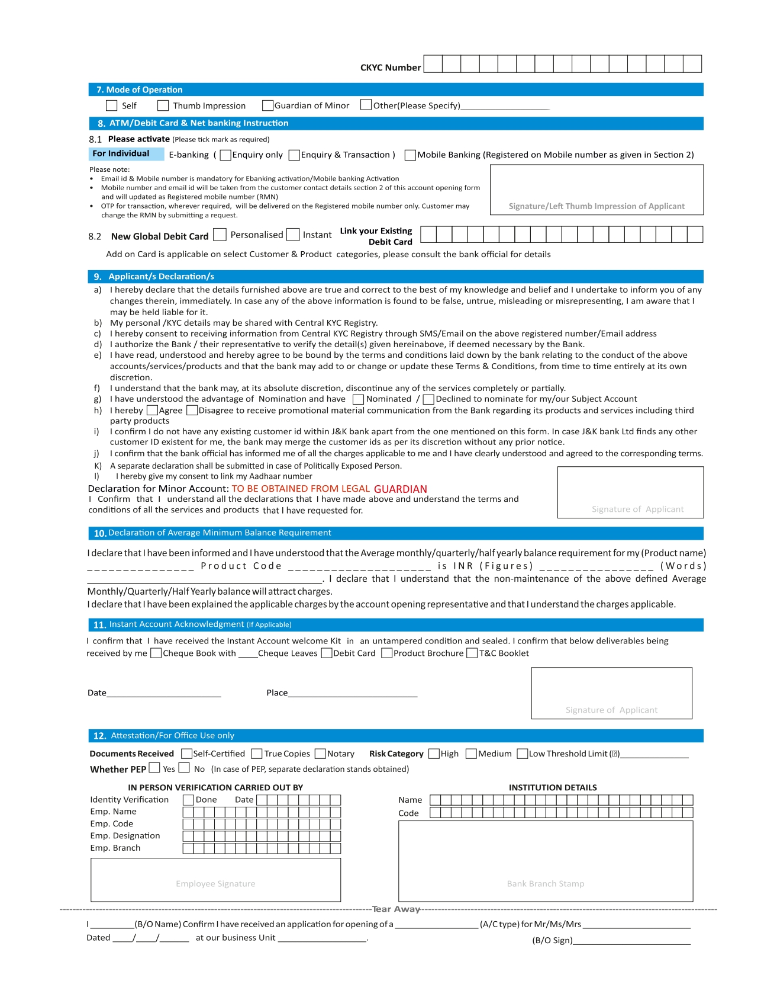 CKYC Number
7. Mode of Operation
Self Thumb Impression Guardian of Minor Other(Please Specify)____________________
8. ATM/Debit Card & Net banking Instruction
8.1 Please activate (Please tick mark as required)
For Individual E-banking ( Enquiry only Enquiry & Transaction ) Mobile Banking (Registered on Mobile number as given in Section 2)
Please note:
• Email id & Mobile number is mandatory for Ebanking activation/Mobile banking Activation
• Mobile number and email id will be taken from the customer contact details section 2 of this account opening form
and will updated as Registered mobile number (RMN)
• OTP for transaction, wherever required, will be delivered on the Registered mobile number only. Customer may
change the RMN by submitting a request.
Signature/Left Thumb Impression of Applicant
8.2 New Global Debit Card Personalised Instant Link your Existing
Debit Card
Add on Card is applicable on select Customer & Product categories, please consult the bank official for details
9. Applicant/s Declaration/s
a) I hereby declare that the details furnished above are true and correct to the best of my knowledge and belief and I undertake to inform you of any
changes therein, immediately. In case any of the above information is found to be false, untrue, misleading or misrepresenting, I am aware that I
may be held liable for it.
b) My personal /KYC details may be shared with Central KYC Registry.
c) I hereby consent to receiving information from Central KYC Registry through SMS/Email on the above registered number/Email address
d) I authorize the Bank / their representative to verify the detail(s) given hereinabove, if deemed necessary by the Bank.
e) I have read, understood and hereby agree to be bound by the terms and conditions laid down by the bank relating to the conduct of the above
accounts/services/products and that the bank may add to or change or update these Terms & Conditions, from time to time entirely at its own
discretion.
f) I understand that the bank may, at its absolute discretion, discontinue any of the services completely or partially.
g) I have understood the advantage of Nomination and have Nominated / Declined to nominate for my/our Subject Account
h) I hereby Agree Disagree to receive promotional material communication from the Bank regarding its products and services including third
party products
i) I confirm I do not have any existing customer id within J&K bank apart from the one mentioned on this form. In case J&K bank Ltd finds any other
customer ID existent for me, the bank may merge the customer ids as per its discretion without any prior notice.
j) I confirm that the bank official has informed me of all the charges applicable to me and I have clearly understood and agreed to the corresponding terms.
K) A separate declaration shall be submitted in case of Politically Exposed Person.
l) I hereby give my consent to link my Aadhaar number
Declaration for Minor Account: TO BE OBTAINED FROM LEGAL GUARDIAN
I Confirm that I understand all the declarations that I have made above and understand the terms and
conditions of all the services and products that I have requested for.
Signature of Applicant
10. Declaration of Average Minimum Balance Requirement
I declare that I have been informed and I have understood that the Average monthly/quarterly/half yearly balance requirement for my (Product name)
_______________ Product Code ____________________ is INR (Figures) ________________ (Words)
__________________________________________. I declare that I understand that the non-maintenance of the above defined Average
Monthly/Quarterly/Half Yearly balance will attract charges.
I declare that I have been explained the applicable charges by the account opening representative and that I understand the charges applicable.
11. Instant Account Acknowledgment (If Applicable)
I confirm that I have received the Instant Account welcome Kit in an untampered condition and sealed. I confirm that below deliverables being
received by me Cheque Book with ____Cheque Leaves Debit Card Product Brochure T&C Booklet
Date________________________ Place___________________________
Signature of Applicant
12. Attestation/For Office Use only
Documents Received Self-Certified True Copies Notary Risk Category High Medium Low Threshold Limit (⍰)______________
Whether PEP Yes No (In case of PEP, separate declaration stands obtained)
IN PERSON VERIFICATION CARRIED OUT BY
Identity Verification Done Date
Emp. Name
Emp. Code
Emp. Designation
Emp. Branch
Employee Signature
INSTITUTION DETAILS
Name
Code
Bank Branch Stamp
Tear Away
I _________(B/O Name) Confirm I have received an application for opening of a _________________ (A/C type) for Mr/Ms/Mrs ______________________
Dated ____/____/______ at our business Unit __________________.
(B/O Sign)________________________